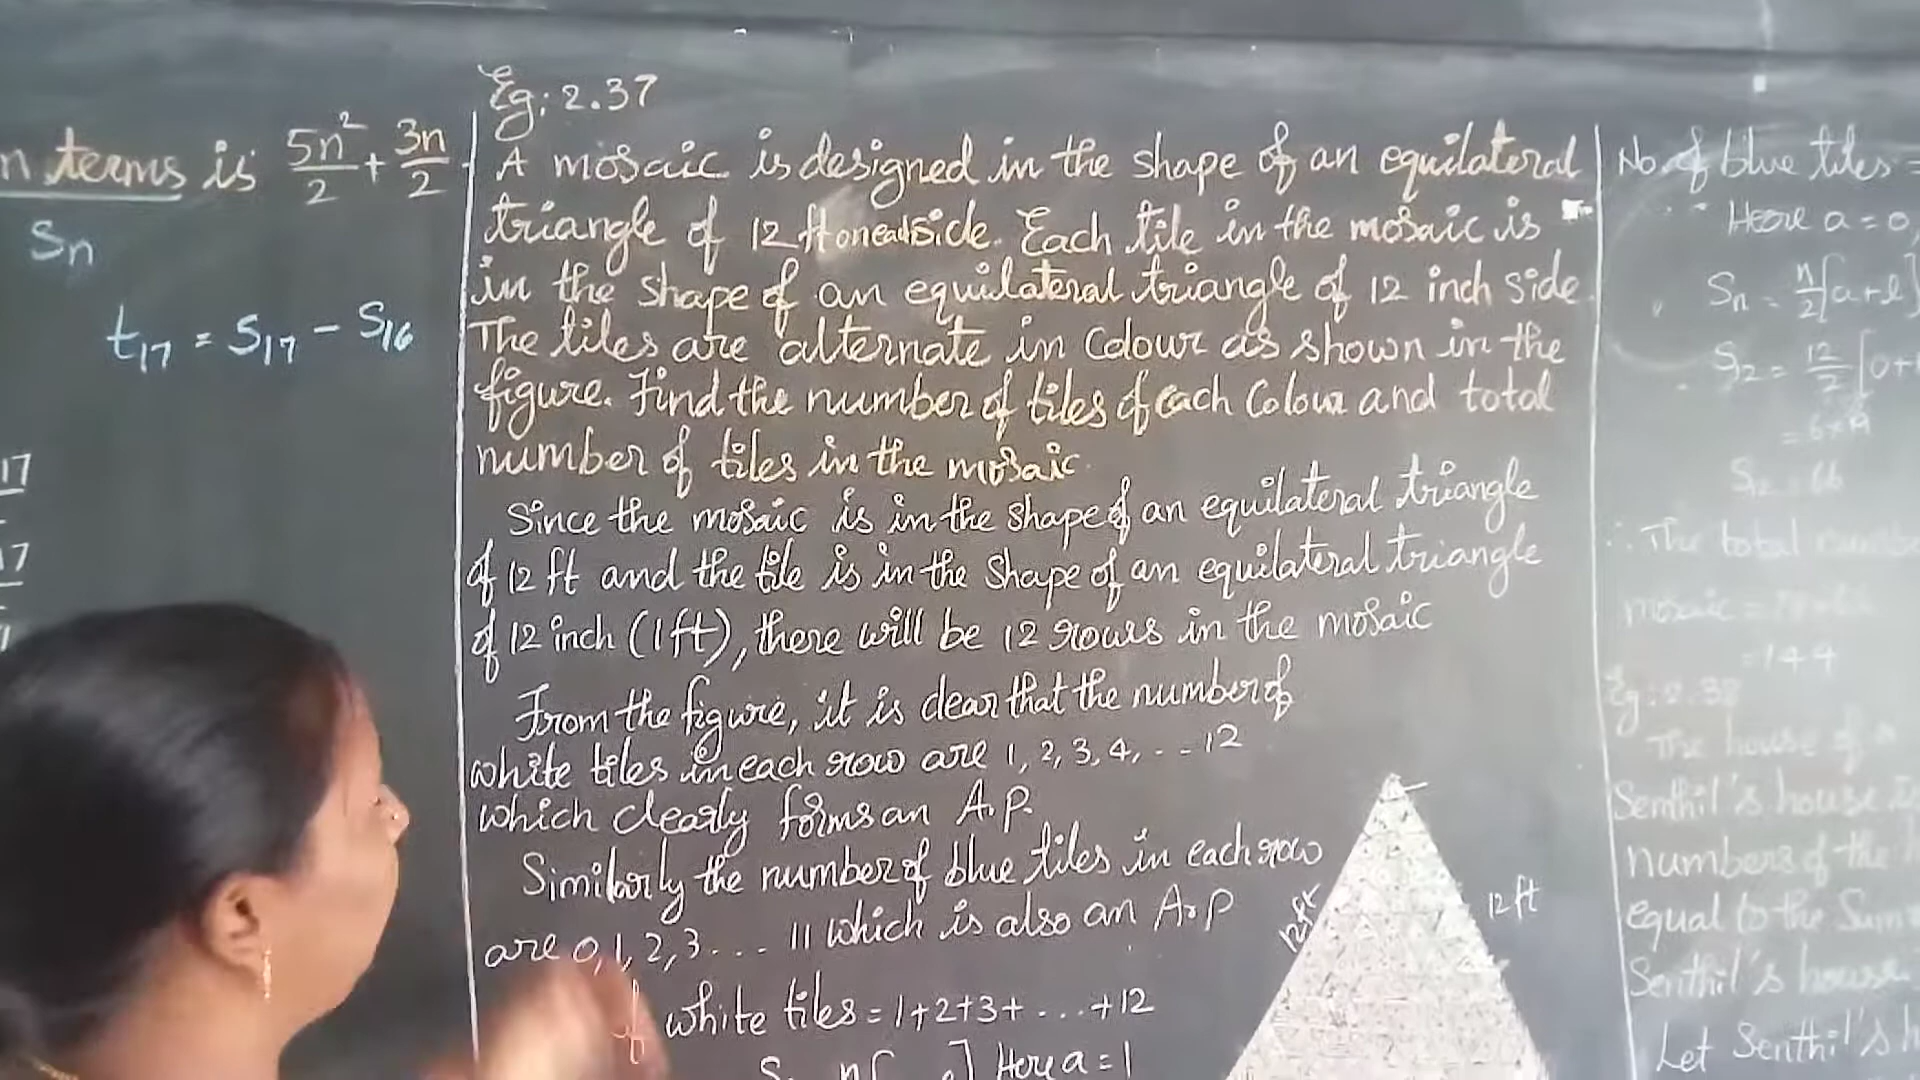 n terms is 5n²/2 + 3n/2.
Sn
t17 = S17 - S16
17
17
Eg: 2.37
A mosaic is designed in the shape of an equilateral
triangle of 12 ft on each side. Each tile in the mosaic is
in the shape of an equilateral triangle of 12 inch side.
The tiles are alternate in colour as shown in the
figure. Find the number of tiles of each colour and total
number of tiles in the mosaic.
Since the mosaic is in the shape of an equilateral triangle
of 12 ft and the tile is in the shape of an equilateral triangle
of 12 inch (1 ft), there will be 12 rows in the mosaic
From the figure, it is clear that the number of
white tiles in each row are 1, 2, 3, 4, ... 12
which clearly forms an A.P.
Similarly the number of blue tiles in each row
are 0, 1, 2, 3 ... 11 which is also an A.P
of white tiles = 1+2+3+ ... +12
Here a = 1
12 ft
12 ft
No. of blue tiles =
Here a = 0,
Sn = n/2 [a+l]
S2 = 12/2 [0+
= 6×
= 66
∴ The total
mosaic =
= 144
Eg: 2.38
The house of
Senthil's house is
numbers of the
equal to the Sum
Senthil's house
Let Senthil's h